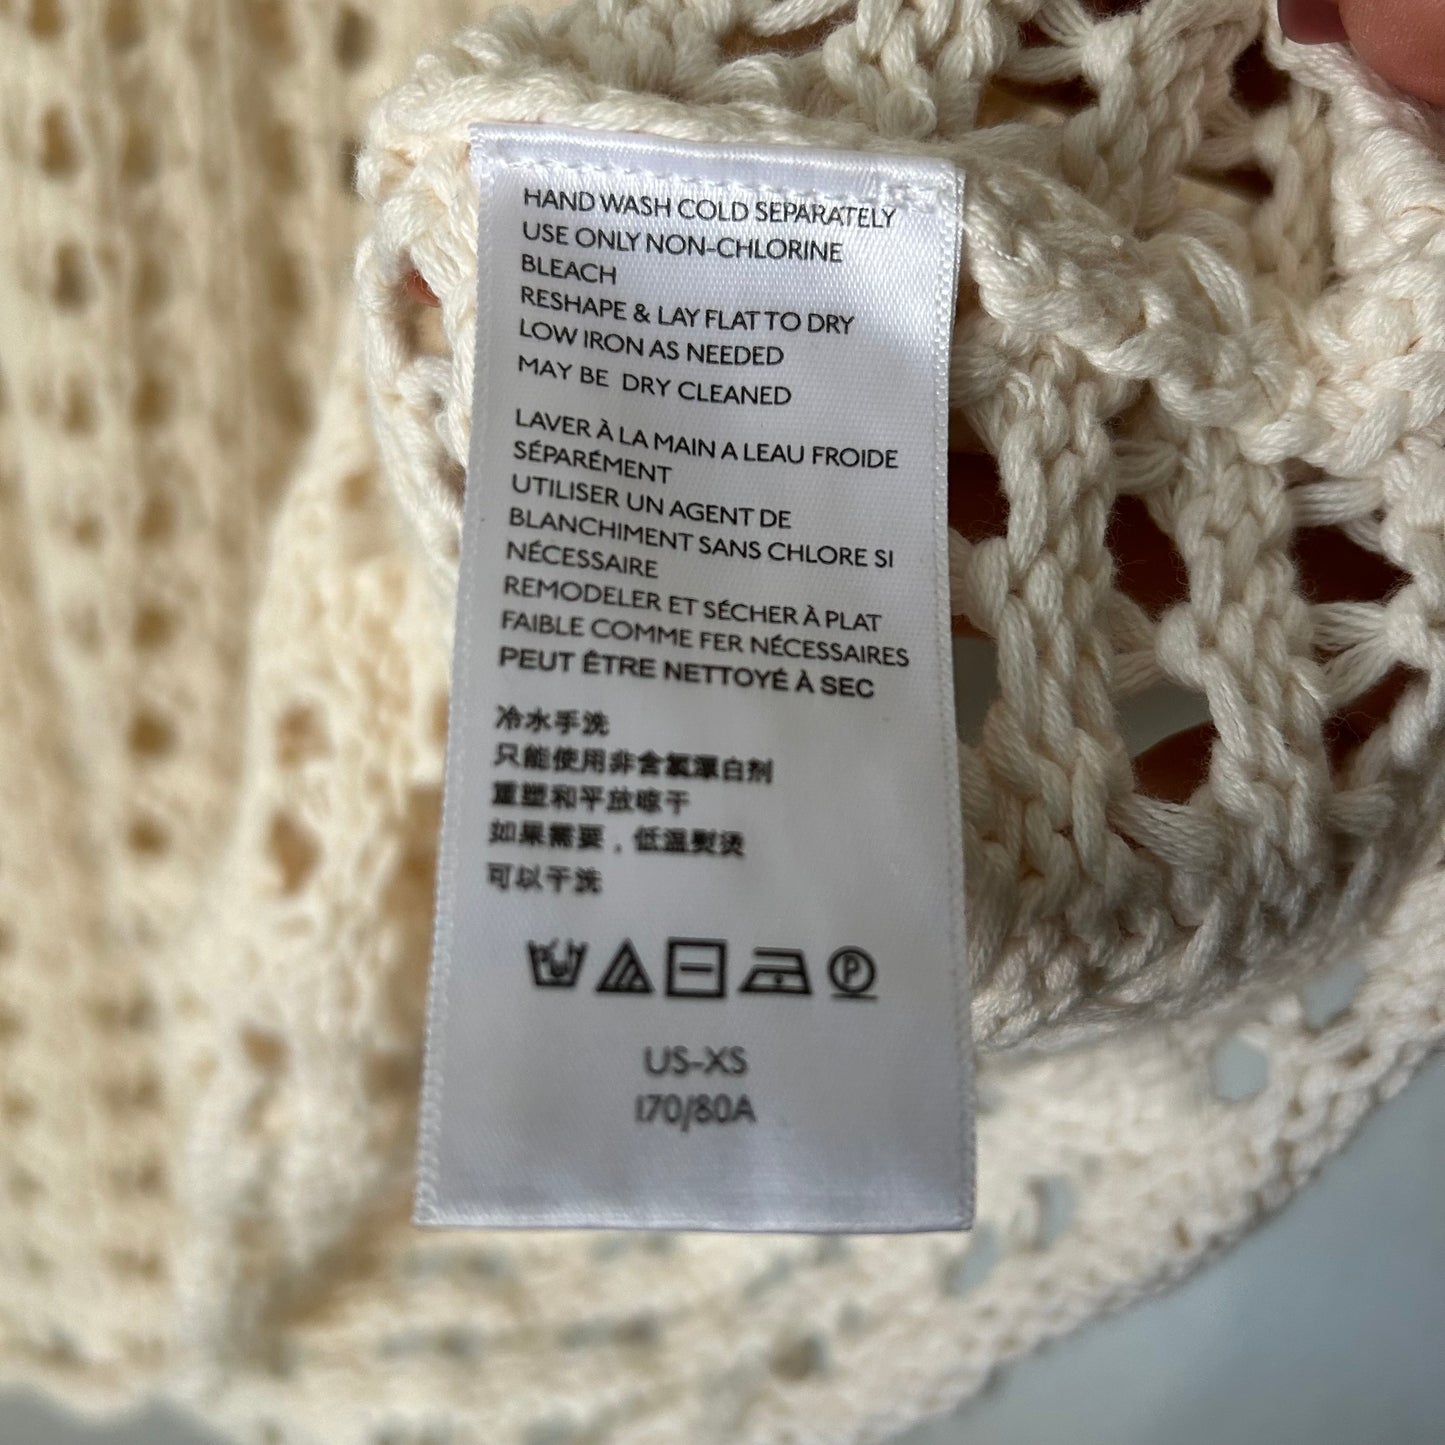 HAND WASH COLD SEPARATELY
USE ONLY NON-CHLORINE
BLEACH
RESHAPE & LAY FLAT TO DRY
LOW IRON AS NEEDED
MAY BE DRY CLEANED
LAVER À LA MAIN A LEAU FROIDE
SÉPARÉMENT
UTILISER UN AGENT DE
BLANCHIMENT SANS CHLORE SI
NÉCESSAIRE
REMODELER ET SÉCHER À PLAT
FAIBLE COMME FER NÉCESSAIRES
PEUT ÊTRE NETTOYÉ À SEC
冷水手洗
只能使用非含氯漂白剂
重塑和平放晾干
如果需要，低温熨烫
可以干洗
P
US-XS
170/80A